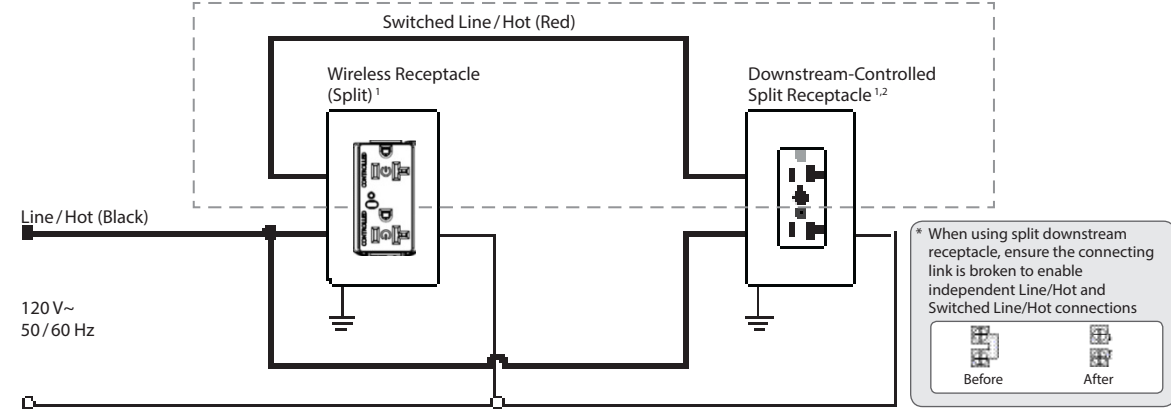 Switched Line / Hot (Red)
Wireless Receptacle
(Split) 1
Downstream-Controlled
Split Receptacle 1,2
CONTROLLED
CONTROLLED
Line / Hot (Black)
120 V~
50 / 60 Hz
* When using split downstream
receptacle, ensure the connecting
link is broken to enable
independent Line/Hot and
Switched Line/Hot connections
Before
After